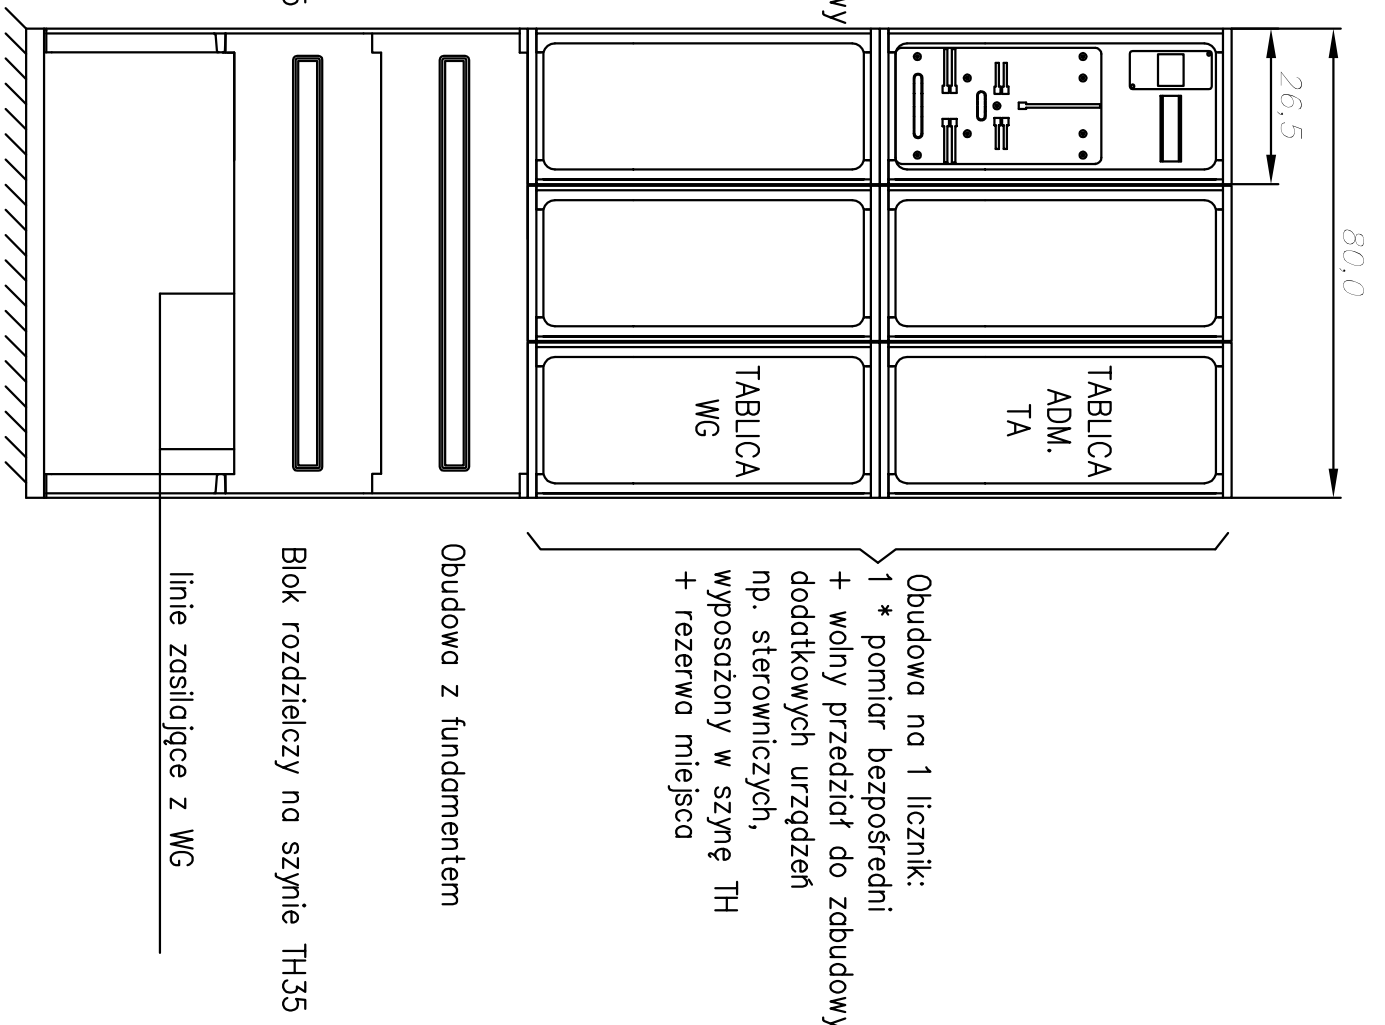 80,0
26,5
TABLICA
ADM.
TA
TABLICA
WG
Obudowa na 1 licznik:
1 * pomiar bezpośredni
+ wolny przedział do zabudowy
dodatkowych urządzeń
np. sterowniczych,
wyposażony w szynę TH
+ rezerwa miejsca
Obudowa z fundamentem
Blok rozdzielczy na szynie TH35
linie zasilające z WG
wy
5